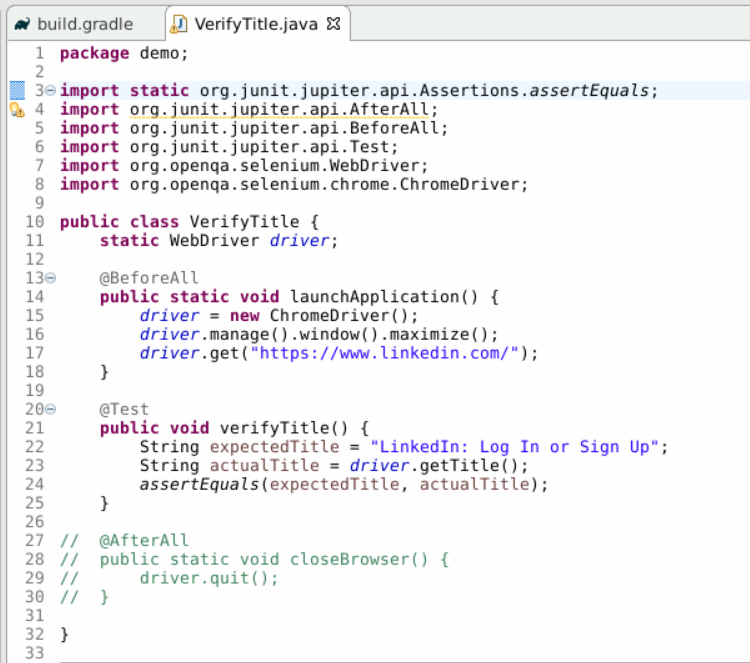 build.gradle VerifyTitle.java
1 package demo;
2
3 import static org.junit.jupiter.api.Assertions.assertEquals;
4 import org.junit.jupiter.api.AfterAll;
5 import org.junit.jupiter.api.BeforeAll;
6 import org.junit.jupiter.api.Test;
7 import org.openqa.selenium.WebDriver;
8 import org.openqa.selenium.chrome.ChromeDriver;
9
10 public class VerifyTitle {
11     static WebDriver driver;
12
13     @BeforeAll
14     public static void launchApplication() {
15         driver = new ChromeDriver();
16         driver.manage().window().maximize();
17         driver.get("https://www.linkedin.com/");
18     }
19
20     @Test
21     public void verifyTitle() {
22         String expectedTitle = "LinkedIn: Log In or Sign Up";
23         String actualTitle = driver.getTitle();
24         assertEquals(expectedTitle, actualTitle);
25     }
26
27 //  @AfterAll
28 //  public static void closeBrowser() {
29 //      driver.quit();
30 //  }
31
32 }
33